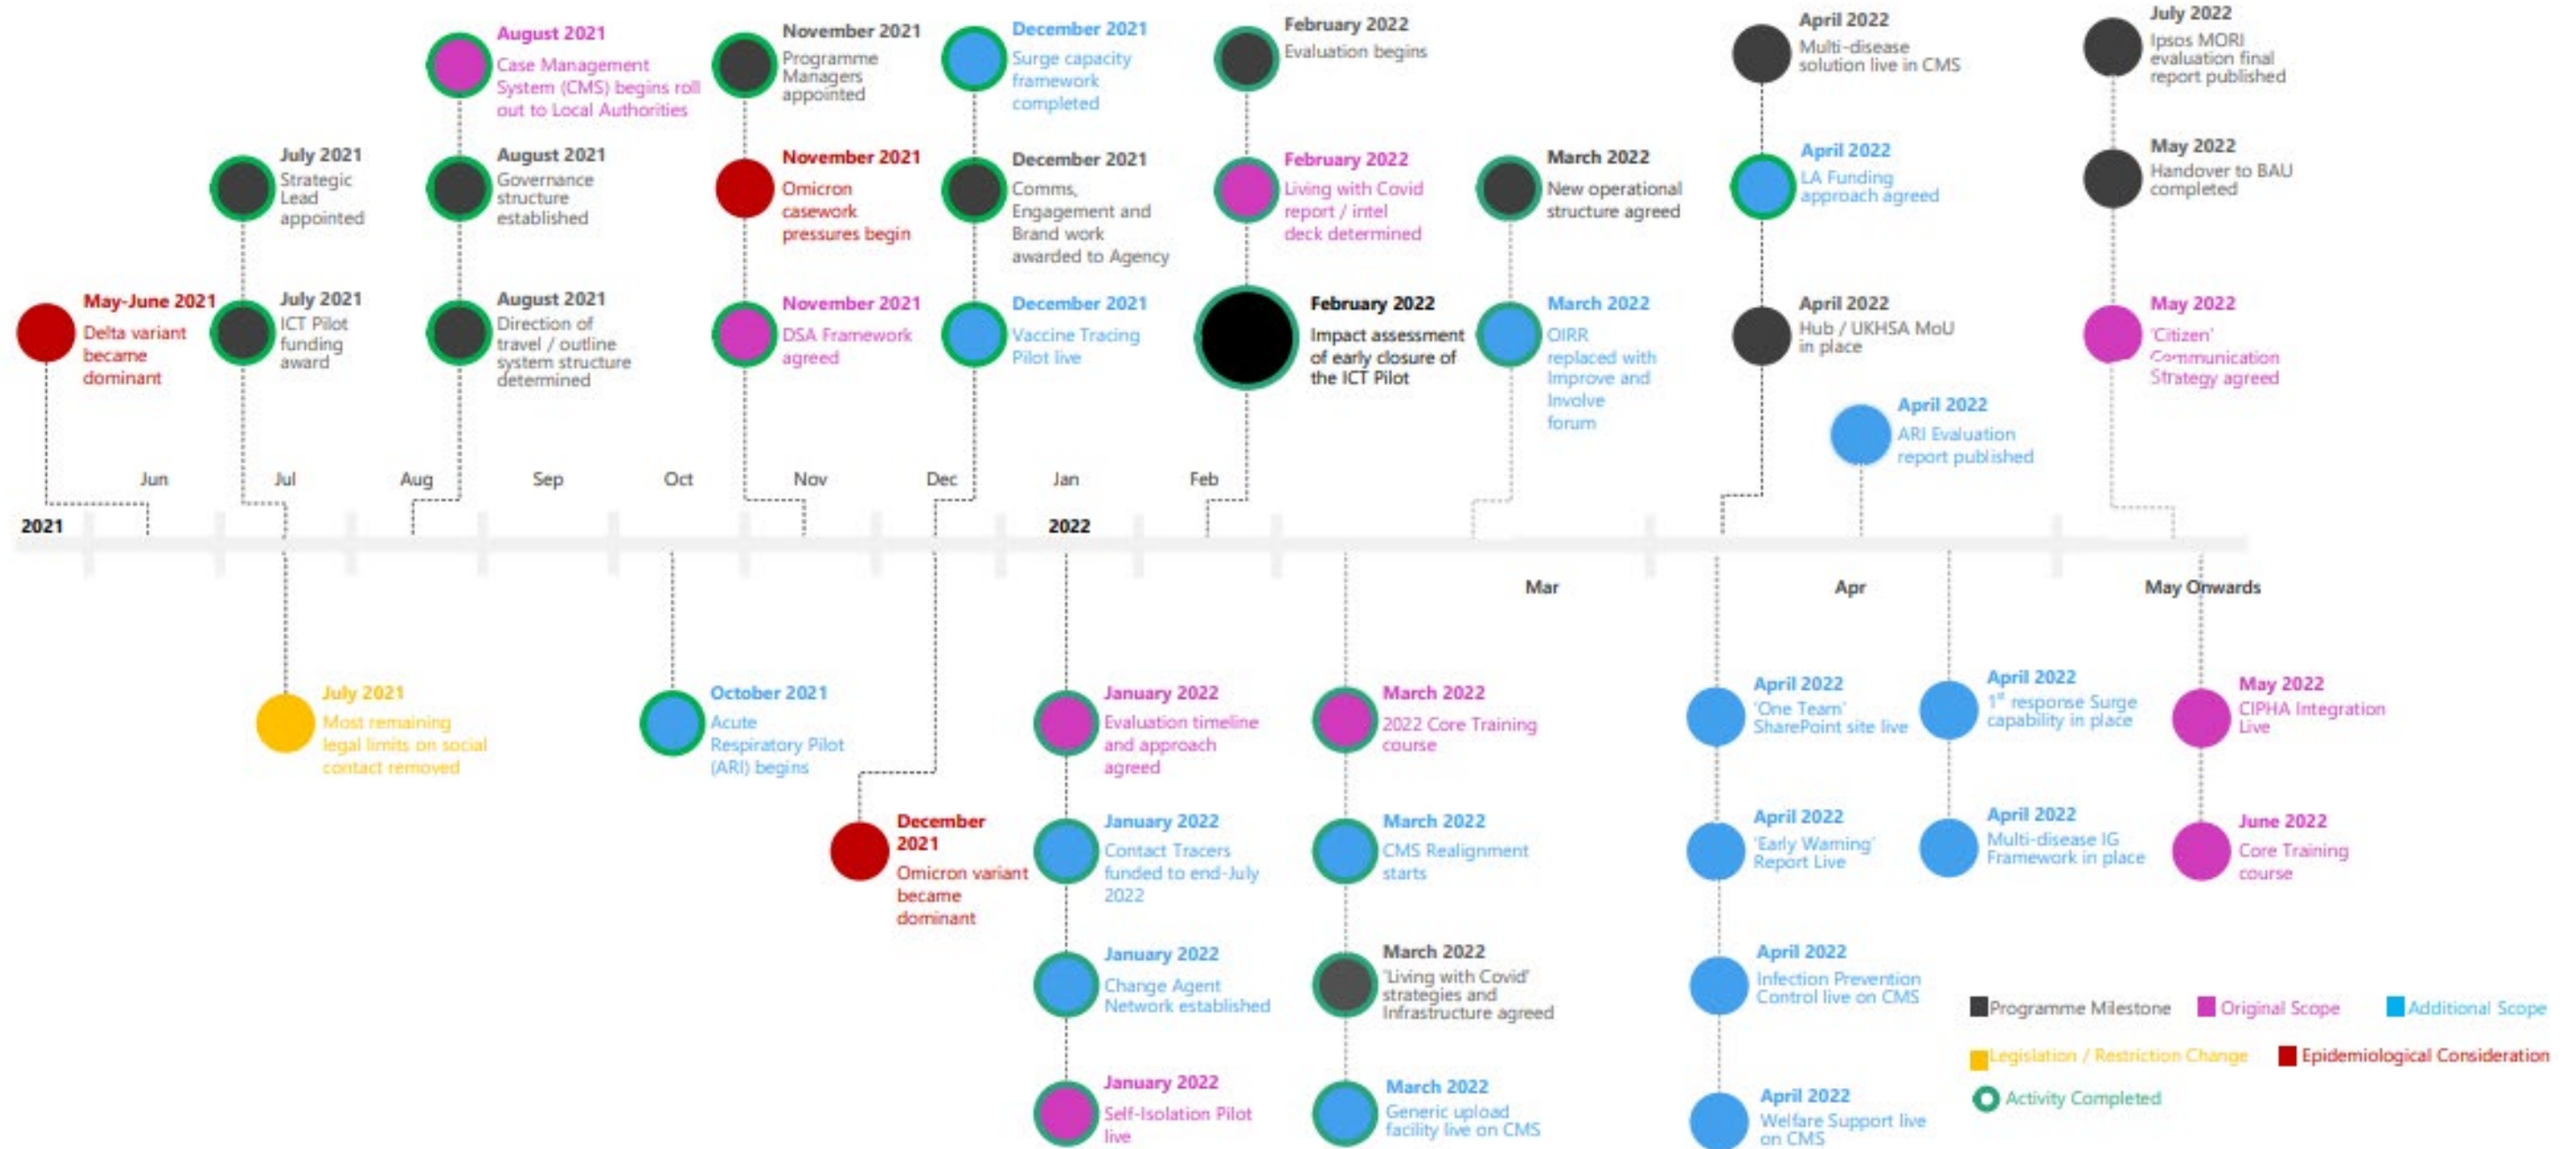 August 2021
Case Management
System (CMS) begins roll
out to Local Authorities
November 2021
Programme
Managers
appointed
December 2021
Surge capacity
framework
completed
February 2022
Evaluation begins
April 2022
Multi-disease
solution live in CMS
July 2022
Ipsos MORI
evaluation final
report published
July 2021
Strategic
Lead
appointed
August 2021
Governance
structure
established
November 2021
Omicron
casework
pressures begin
December 2021
Comms,
Engagement and
Brand work
awarded to Agency
February 2022
Living with Covid
report / intel
deck determined
March 2022
New operational
structure agreed
April 2022
LA Funding
approach agreed
May 2022
Handover to BAU
completed
May-June 2021
Delta variant
became
dominant
July 2021
ICT Pilot
funding
award
August 2021
Direction of
travel / outline
system structure
determined
November 2021
DSA Framework
agreed
December 2021
Vaccine Tracing
Pilot live
February 2022
Impact assessment
of early closure of
the ICT Pilot
March 2022
OIRR
replaced with
Improve and
Involve
forum
April 2022
Hub / UKHSA MoU
in place
May 2022
'Citizen'
Communication
Strategy agreed
April 2022
ARI Evaluation
report published
Jun
Jul
Aug
Sep
Oct
Nov
Dec
Jan
Feb
2021
2022
Mar
Apr
May Onwards
July 2021
Most remaining
legal limits on social
contact removed
October 2021
Acute
Respiratory Pilot
(ARI) begins
December
2021
Omicron variant
became
dominant
January 2022
Evaluation timeline
and approach
agreed
January 2022
Contact Tracers
funded to end-July
2022
January 2022
Change Agent
Network established
January 2022
Self-Isolation Pilot
live
March 2022
2022 Core Training
course
March 2022
CMS Realignment
starts
March 2022
'Living with Covid'
strategies and
Infrastructure agreed
March 2022
Generic upload
facility live on CMS
April 2022
'One Team'
SharePoint site live
April 2022
'Early Warning'
Report Live
April 2022
Infection Prevention
Control live on CMS
April 2022
Welfare Support live
on CMS
April 2022
1st response Surge
capability in place
April 2022
Multi-disease IG
Framework in place
May 2022
CIPHA Integration
Live
June 2022
Core Training
course
Programme Milestone
Original Scope
Additional Scope
Legislation / Restriction Change
Epidemiological Consideration
Activity Completed